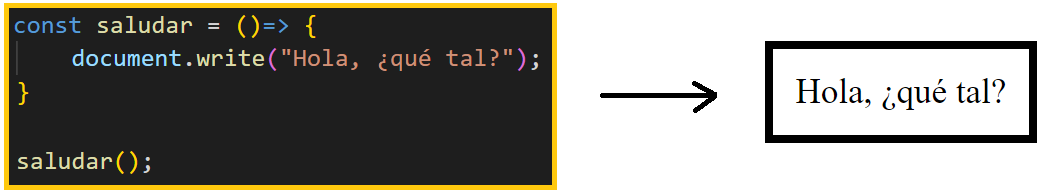 const saludar = ()=> {
    document.write("Hola, ¿qué tal?");
}
saludar();
Hola, ¿qué tal?